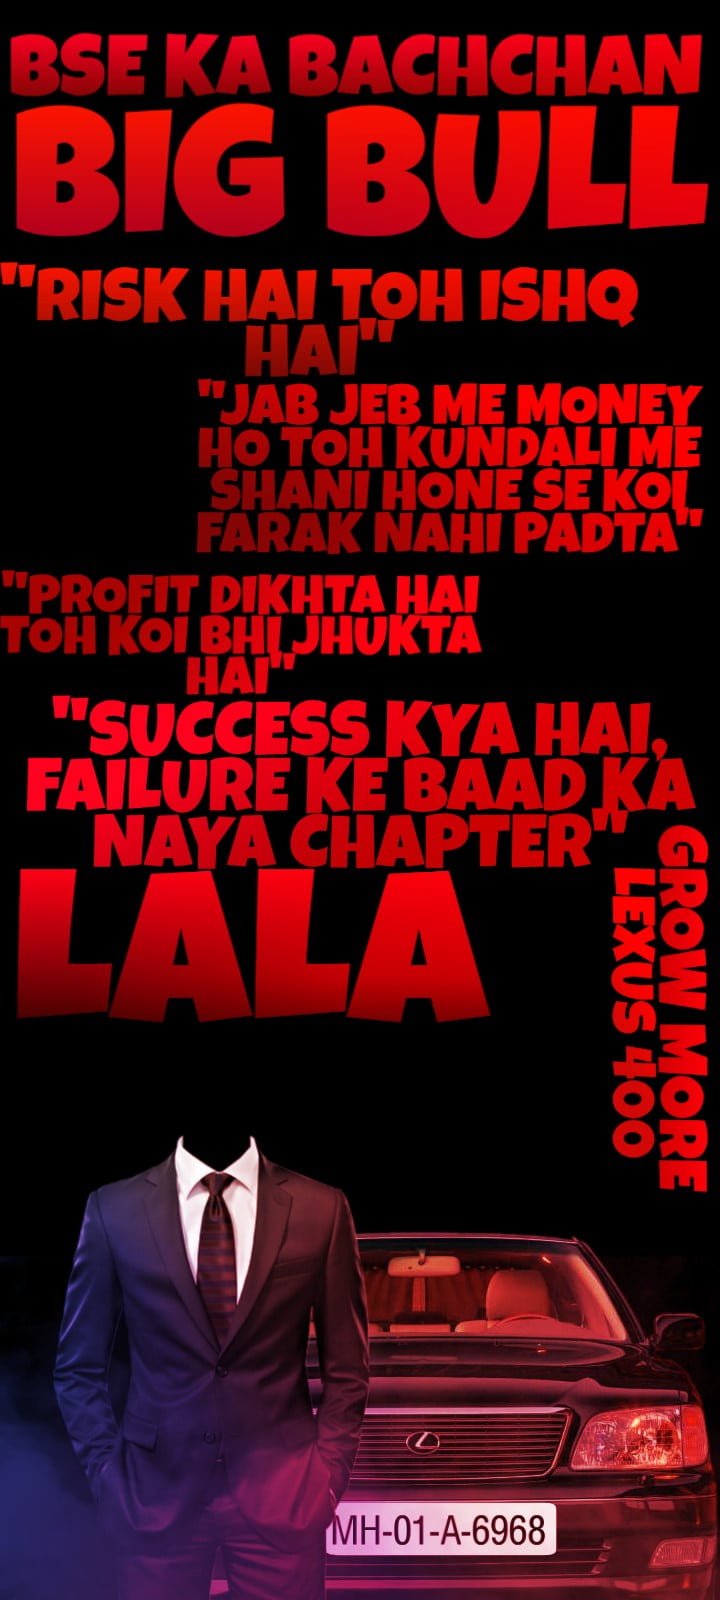 BSE KA BACHCHAN
BIG BULL
"RISK HAI TOH ISHQ
HAI"
"JAB JEB ME MONEY
HO TOH KUNDALI ME
SHANI HONE SE KOI
FARAK NAHI PADTA"
"PROFIT DIKHTA HAI
TOH KOI BHI JHUKTA
HAI"
"SUCCESS KYA HAI,
FAILURE KE BAAD KA
NAYA CHAPTER"
LALA
GROW MORE
LEXUS 400
MH-01-A-6968